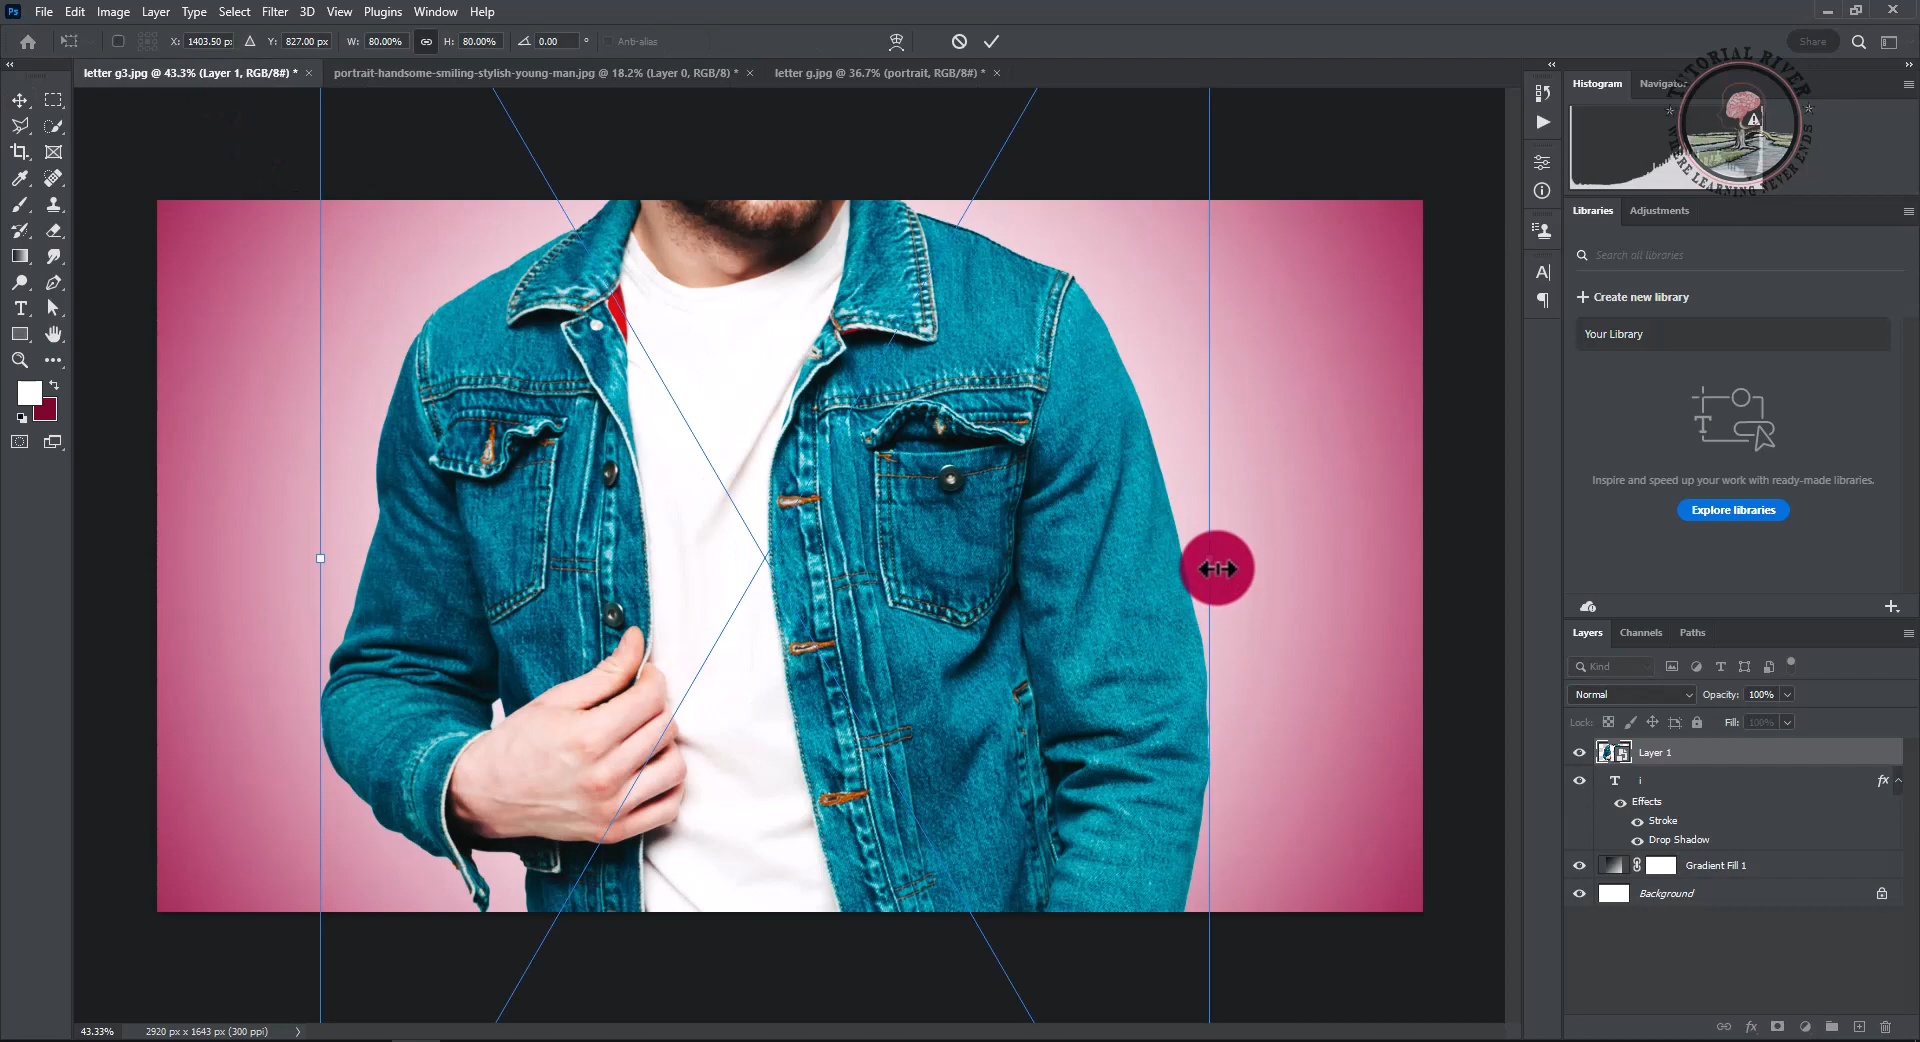 Ps File Edit Image Layer Type Select Filter 3D View Plugins Window Help
X: 1403.50 p: Y: 827.00 px W: 80.00% H: 80.00% 0.00 ° Anti-alias Share
letter g3.jpg @ 43.3% (Layer 1, RGB/8#) * × portrait-handsome-smiling-stylish-young-man.jpg @ 18.2% (Layer 0, RGB/8) * × letter g.jpg @ 36.7% (portrait, RGB/8#) * ×
Histogram Navigator
TUTORIAL RIVER
* WHERE LEARNING NEVER ENDS *
Libraries Adjustments
Search all libraries
+ Create new library
Your Library
Inspire and speed up your work with ready-made libraries.
Explore libraries
Layers Channels Paths
Kind
Normal Opacity: 100%
Lock: Fill: 100%
Layer 1
T i fx
Effects
Stroke
Drop Shadow
Gradient Fill 1
Background
fx
43.33% 2920 px x 1643 px (300 ppi)